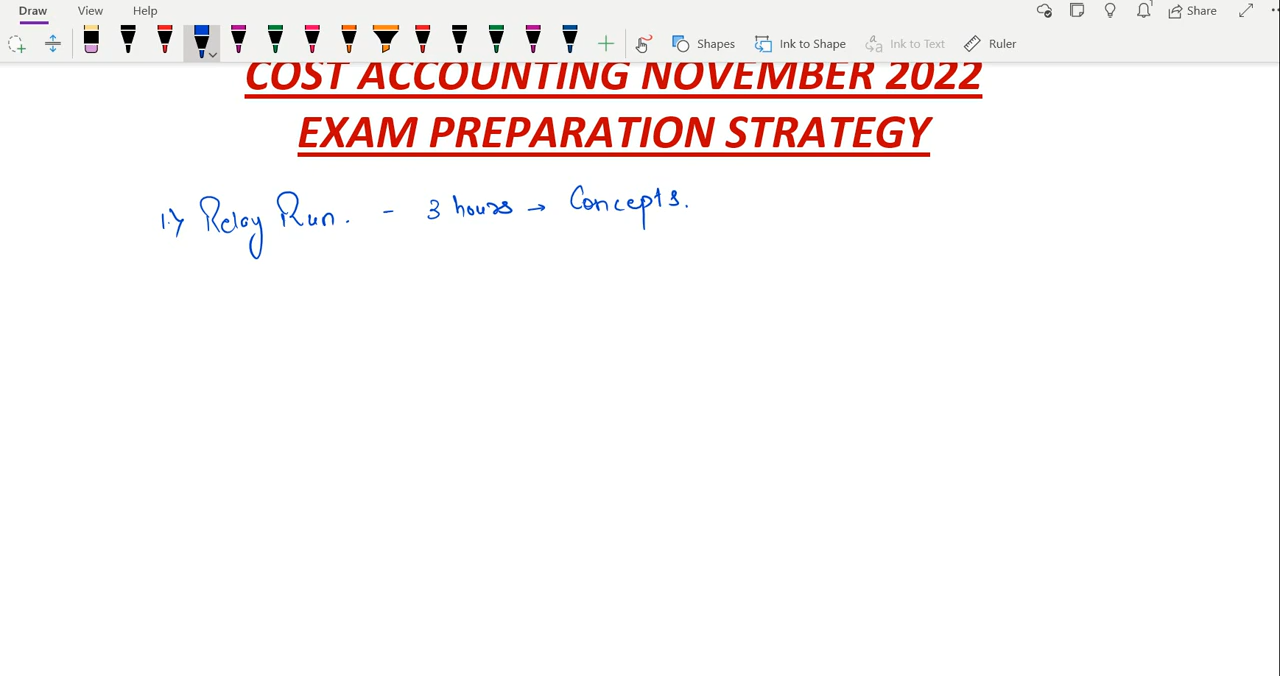 Draw View Help Share
Shapes Ink to Shape Ink to Text Ruler
COST ACCOUNTING NOVEMBER 2022
EXAM PREPARATION STRATEGY
1.) Relay Run. - 3 hours → Concepts.